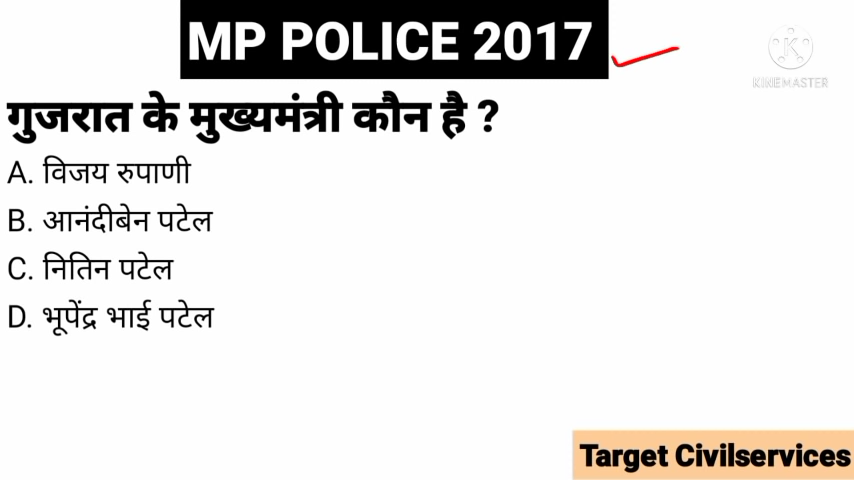 MP POLICE 2017
KINEMASTER
गुजरात के मुख्यमंत्री कौन है ?
A. विजय रुपाणी
B. आनंदीबेन पटेल
C. नितिन पटेल
D. भूपेंद्र भाई पटेल
Target Civilservices